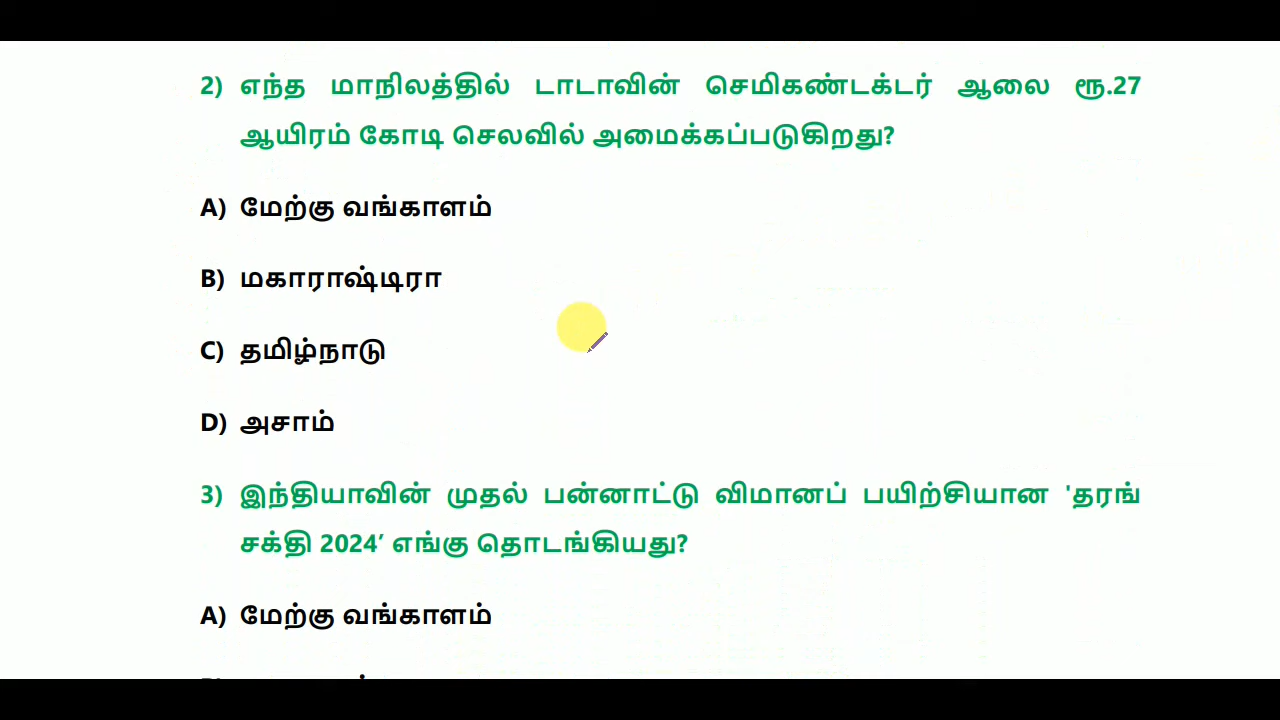 2) எந்த மாநிலத்தில் டாடாவின் செமிகண்டக்டர் ஆலை ரூ.27
ஆயிரம் கோடி செலவில் அமைக்கப்படுகிறது?
A) மேற்கு வங்காளம்
B) மகாராஷ்டிரா
C) தமிழ்நாடு
D) அசாம்
3) இந்தியாவின் முதல் பன்னாட்டு விமானப் பயிற்சியான 'தரங்
சக்தி 2024’ எங்கு தொடங்கியது?
A) மேற்கு வங்காளம்